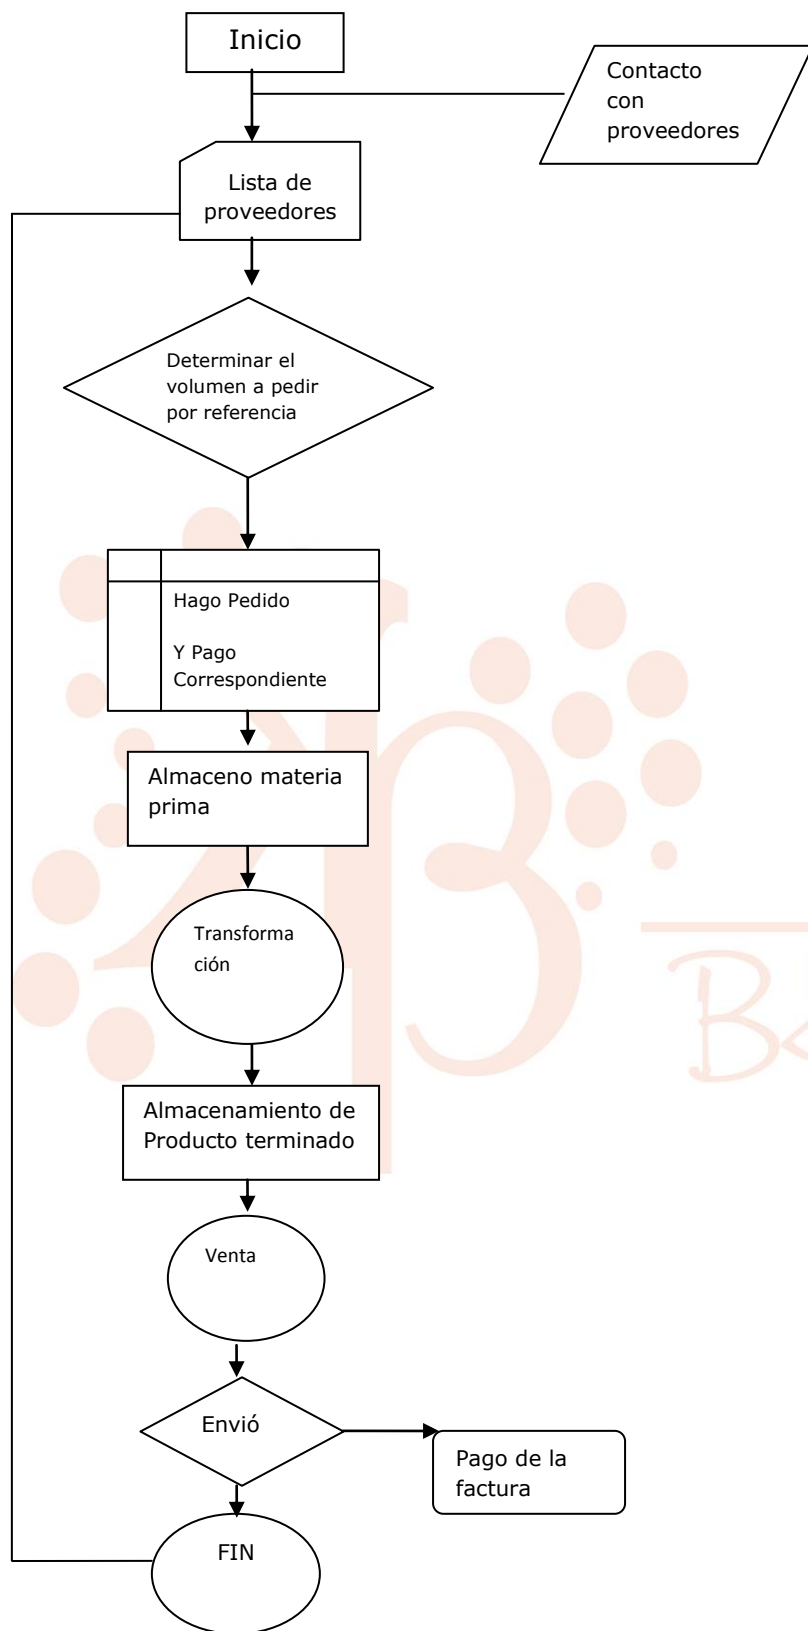 Inicio
Contacto
con
proveedores
Lista de
proveedores
Determinar el
volumen a pedir
por referencia
Hago Pedido
Y Pago
Correspondiente
Almaceno materia
prima
Transforma
ción
Almacenamiento de
Producto terminado
Venta
Envió
Pago de la
factura
FIN